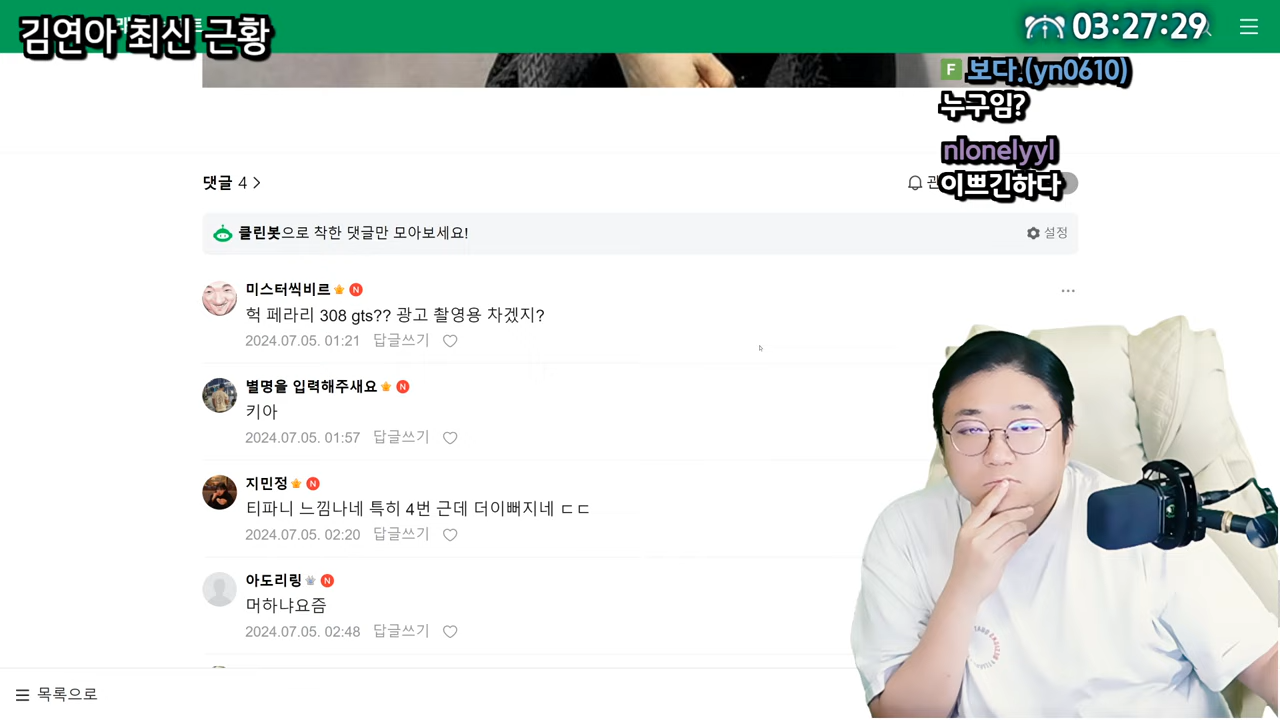 김연아 최신 근황
03:27:29
F 보다.(yn0610)
누구임?
nlonelyyl
이쁘긴하다
댓글 4
클린봇으로 착한 댓글만 모아보세요!
설정
미스터씩비르 N
헉 페라리 308 gts?? 광고 촬영용 차겠지?
2024.07.05. 01:21 답글쓰기
별명을 입력해주새요 N
키아
2024.07.05. 01:57 답글쓰기
지민정 N
티파니 느낌나네 특히 4번 근데 더이뻐지네 ㄷㄷ
2024.07.05. 02:20 답글쓰기
아도리링 N
머하냐요즘
2024.07.05. 02:48 답글쓰기
목록으로